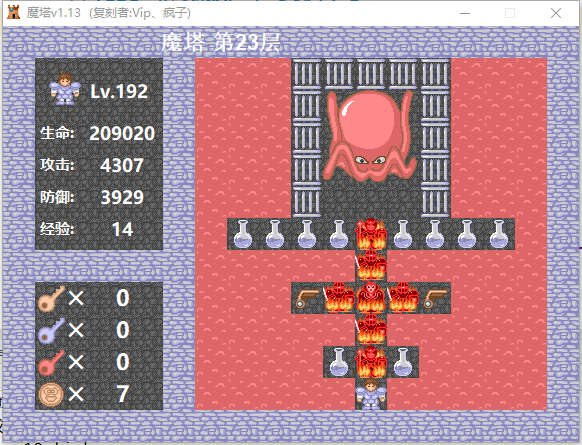 魔塔v1.13 (复刻者:Vip、疯子)
魔塔 第23层
Lv.192
生命: 209020
攻击: 4307
防御: 3929
经验: 14
× 0
× 0
× 0
× 7